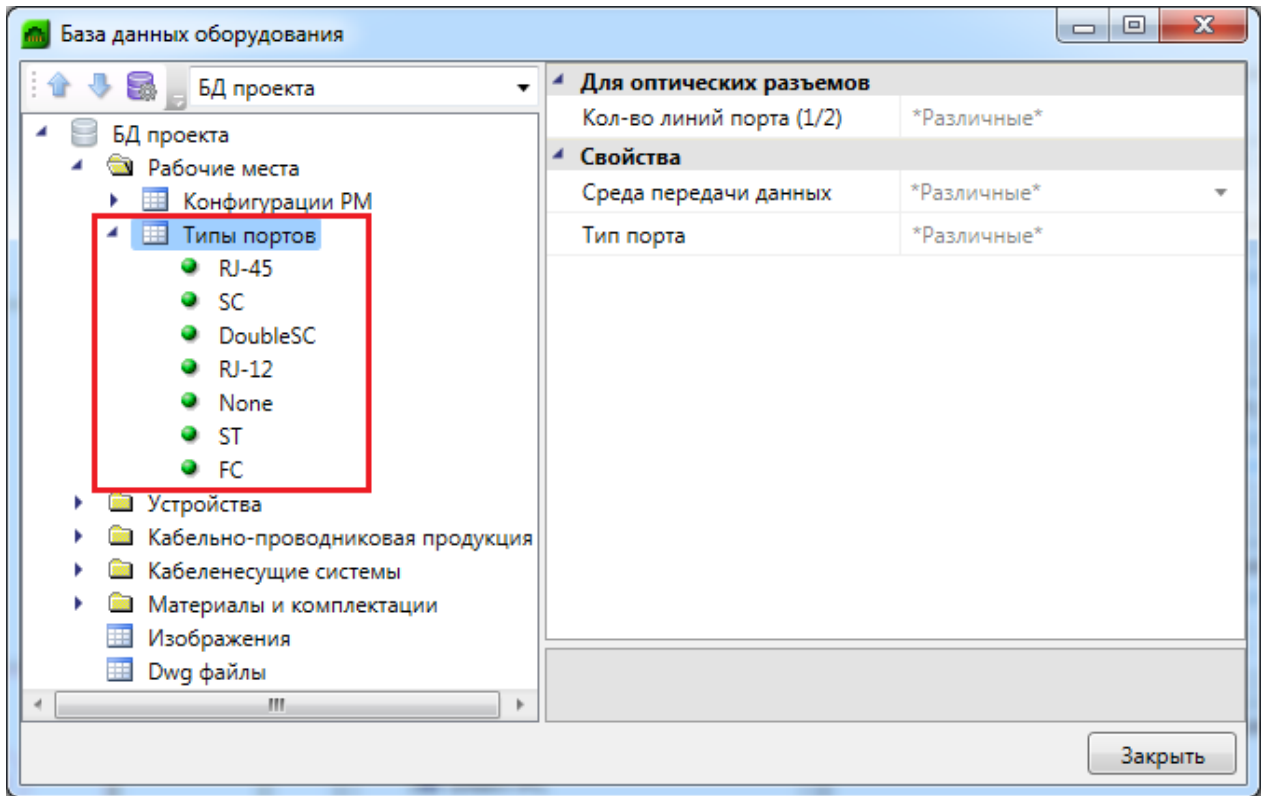 База данных оборудования
БД проекта
БД проекта
Рабочие места
Конфигурации РМ
Типы портов
RJ-45
SC
DoubleSC
RJ-12
None
ST
FC
Устройства
Кабельно-проводниковая продукция
Кабеленесущие системы
Материалы и комплектации
Изображения
Dwg файлы
Для оптических разъемов
Кол-во линий порта (1/2) *Различные*
Свойства
Среда передачи данных *Различные*
Тип порта *Различные*
Закрыть